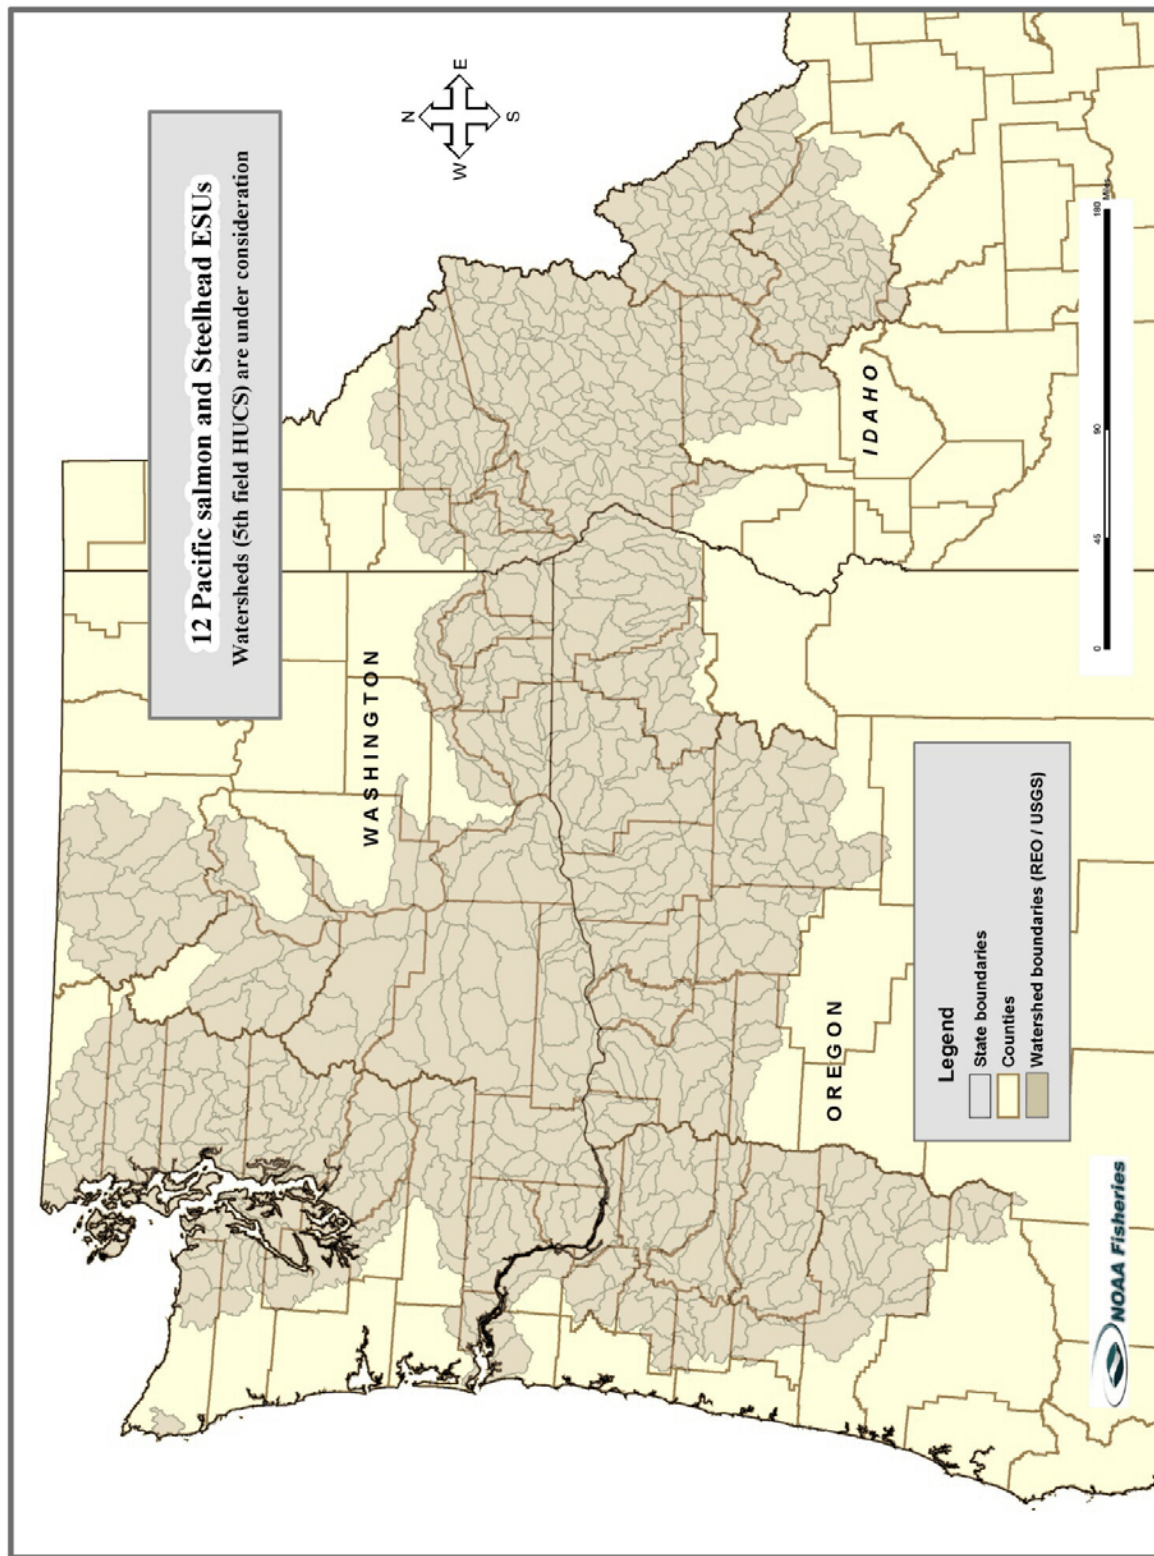 12 Pacific salmon and Steelhead ESUs
Watersheds (5th field HUCS) are under consideration
N
W
E
S
WASHINGTON
OREGON
IDAHO
Legend
State boundaries
Counties
Watershed boundaries (REO / USGS)
0
45
90
180
Miles
NOAA Fisheries